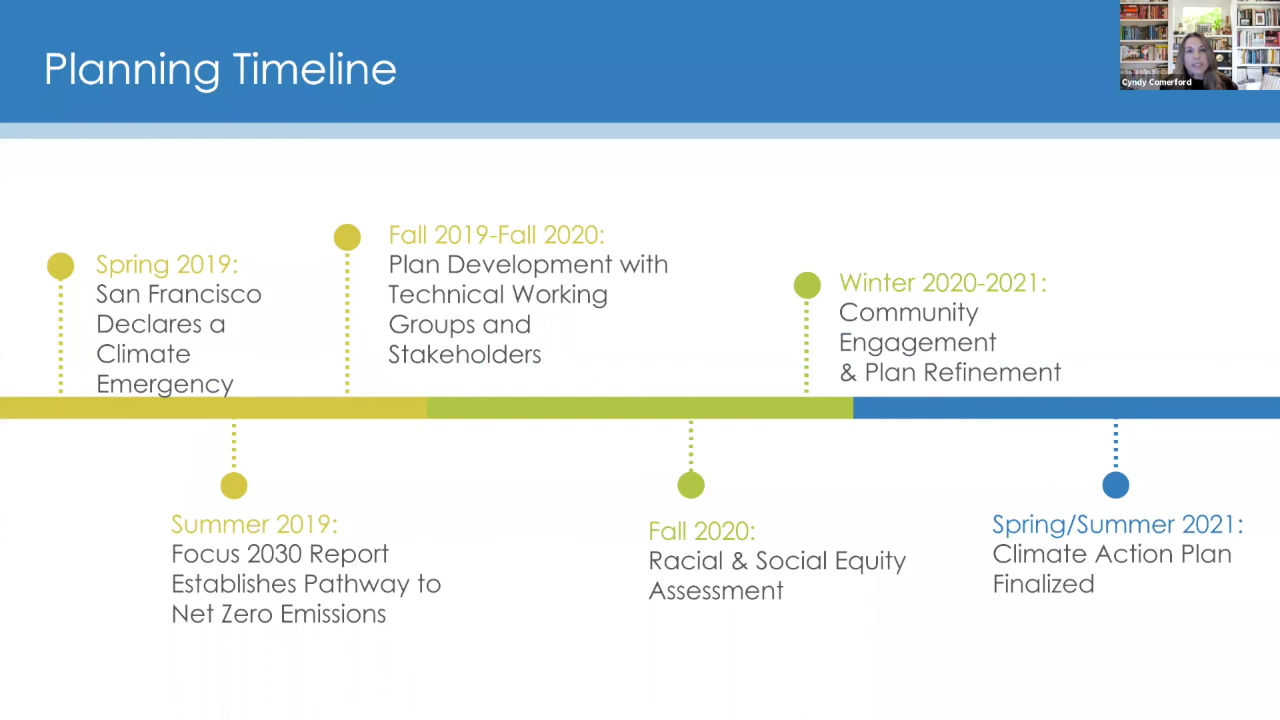 Planning Timeline
Cyndy Comerford
Spring 2019:
San Francisco
Declares a
Climate
Emergency
Fall 2019-Fall 2020:
Plan Development with
Technical Working
Groups and
Stakeholders
Winter 2020-2021:
Community
Engagement
& Plan Refinement
Summer 2019:
Focus 2030 Report
Establishes Pathway to
Net Zero Emissions
Fall 2020:
Racial & Social Equity
Assessment
Spring/Summer 2021:
Climate Action Plan
Finalized